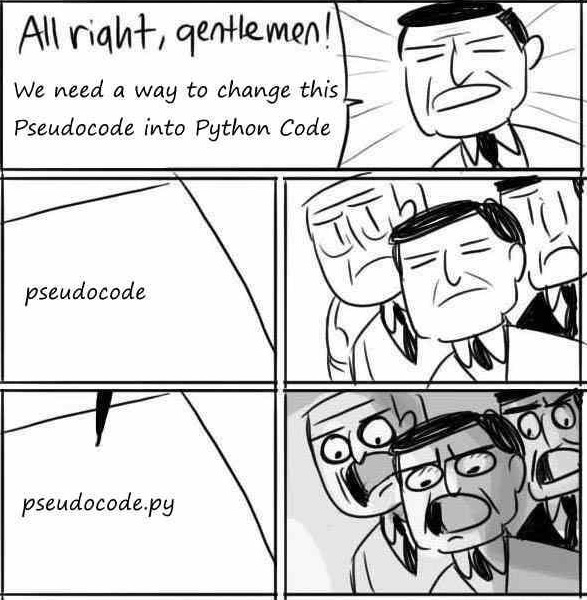 All right, gentlemen!
We need a way to change this
Pseudocode into Python Code
pseudocode
pseudocode.py